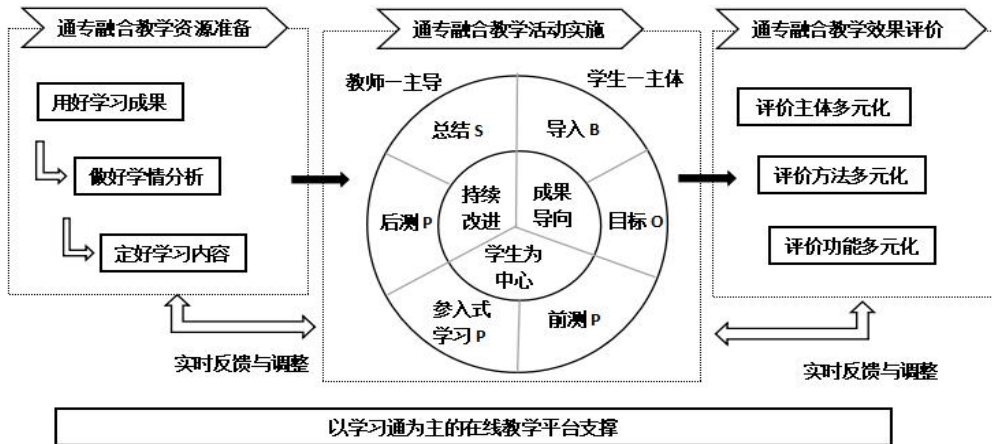 通专融合教学资源准备
通专融合教学活动实施
通专融合教学效果评价
用好学习成果
做好学情分析
定好学习内容
教师一主导
学生一主体
总结 S
导入 B
后测 P
目标 O
参入式
学习 P
前测 P
持续
改进
成果
导向
学生为
中心
评价主体多元化
评价方法多元化
评价功能多元化
实时反馈与调整
实时反馈与调整
以学习通为主的在线教学平台支撑